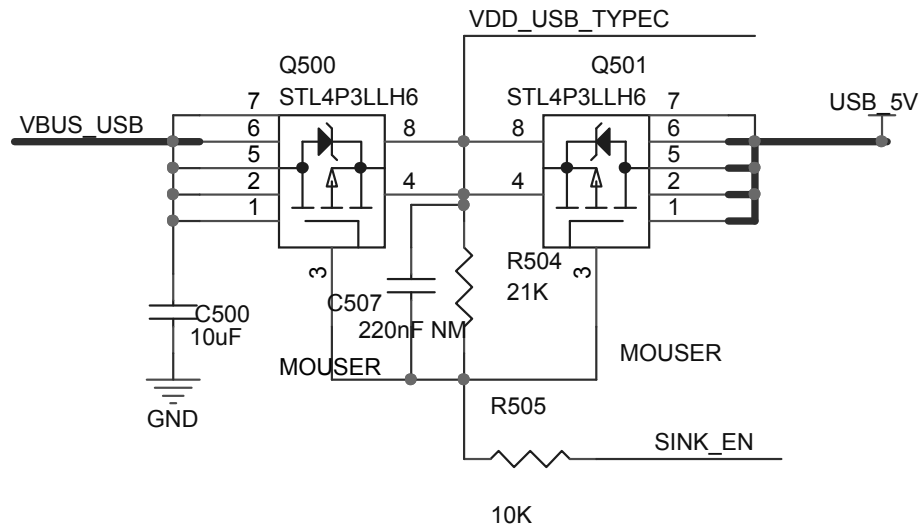 VDD_USB_TYPEC
Q500
Q501
STL4P3LLH6
STL4P3LLH6
USB_5V
VBUS_USB
7
6
5
2
1
8
4
3
8
4
7
6
5
2
1
3
R504
21K
C507
220nF NM
C500
10uF
MOUSER
MOUSER
GND
R505
SINK_EN
10K